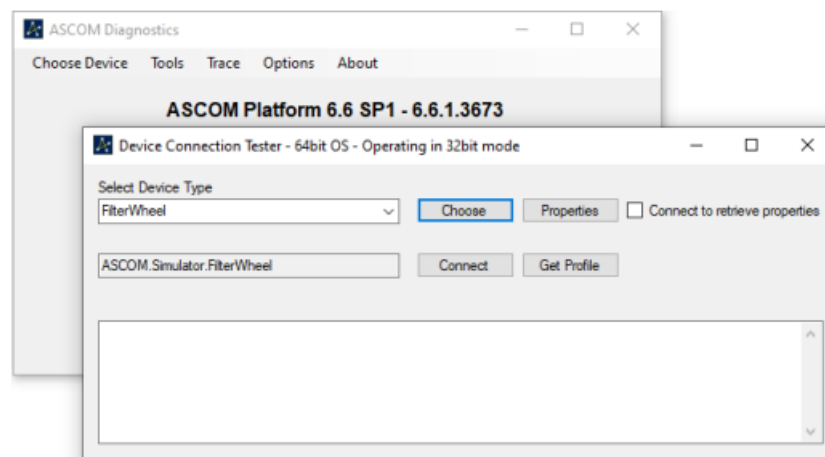 ASCOM Diagnostics
Choose Device Tools Trace Options About
ASCOM Platform 6.6 SP1 - 6.6.1.3673
Device Connection Tester - 64bit OS - Operating in 32bit mode
Select Device Type
FilterWheel Choose Properties Connect to retrieve properties
ASCOM.Simulator.FilterWheel Connect Get Profile